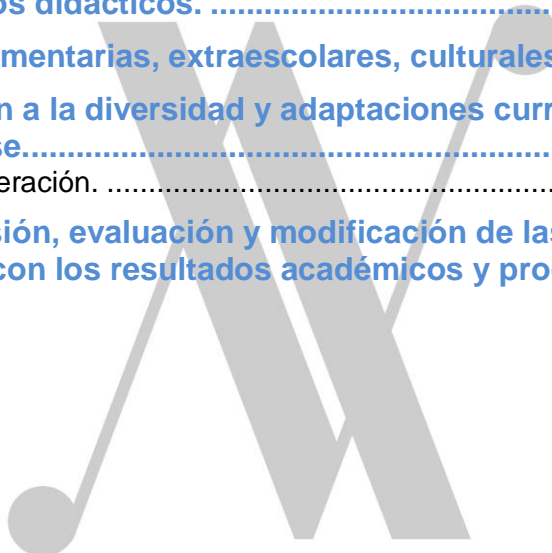 os didácticos. ..........................................
mentarias, extraescolares, culturales
n a la diversidad y adaptaciones curr
se..................................................................
eración. ......................................................
sión, evaluación y modificación de las
con los resultados académicos y pro